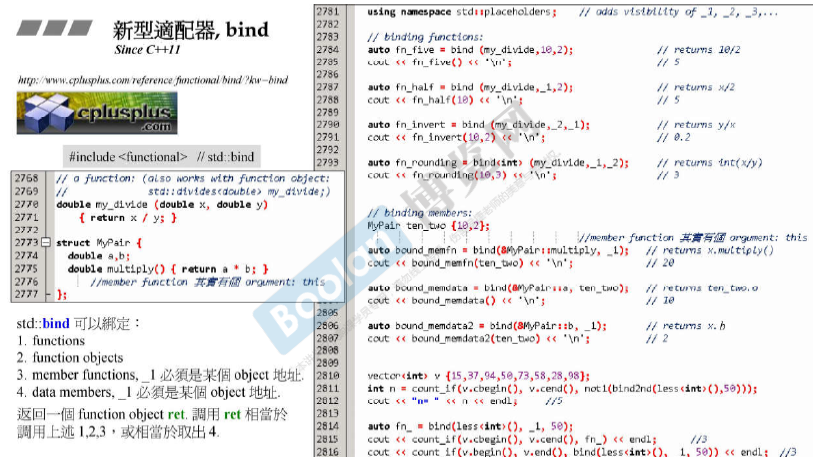 新型適配器, bind
Since C++11
http://www.cplusplus.com/reference/functional/bind/?kw=bind
cplusplus
.com
#include <functional> // std::bind
2768 // a function: (also works with function object:
2769 // std::divides<double> my_divide;)
2770 double my_divide (double x, double y)
2771 { return x / y; }
2772
2773 struct MyPair {
2774 double a,b;
2775 double multiply() { return a * b; }
2776 //member function 其實有個 argument: this
2777 };
std::bind 可以綁定：
1. functions
2. function objects
3. member functions, _1 必須是某個 object 地址.
4. data members, _1 必須是某個 object 地址.
返回一個 function object ret. 調用 ret 相當於
調用上述 1,2,3，或相當於取出 4.
2781 using namespace std::placeholders; // adds visibility of _1, _2, _3,...
2782
2783 // binding functions:
2784 auto fn_five = bind (my_divide,10,2); // returns 10/2
2785 cout << fn_five() << '\n'; // 5
2786
2787 auto fn_half = bind (my_divide,_1,2); // returns x/2
2788 cout << fn_half(10) << '\n'; // 5
2789
2790 auto fn_invert = bind (my_divide,_2,_1); // returns y/x
2791 cout << fn_invert(10,2) << '\n'; // 0.2
2792
2793 auto fn_rounding = bind<int> (my_divide,_1,_2); // returns int(x/y)
cout << fn_rounding(10,3) << '\n'; // 3
// binding members:
MyPair ten_two {10,2};
//member function 其實有個 argument: this
auto bound_memfn = bind(&MyPair::multiply, _1); // returns x.multiply()
cout << bound_memfn(ten_two) << '\n'; // 20
auto bound_memdata = bind(&MyPair::a, ten_two); // returns ten_two.a
cout << bound_memdata() << '\n'; // 10
2805
2806 auto bound_memdata2 = bind(&MyPair::b, _1); // returns x.b
2807 cout << bound_memdata2(ten_two) << '\n'; // 2
2808
2809
2810 vector<int> v {15,37,94,50,73,58,28,98};
2811 int n = count_if(v.cbegin(), v.cend(), not1(bind2nd(less<int>(),50)));
2812 cout << "n= " << n << endl; //5
2813
2814 auto fn_ = bind(less<int>(), _1, 50);
2815 cout << count_if(v.cbegin(), v.cend(), fn_) << endl; //3
2816 cout << count_if(v.begin(), v.end(), bind(less<int>(), _1, 50)) << endl; //3
Boolan
博览网